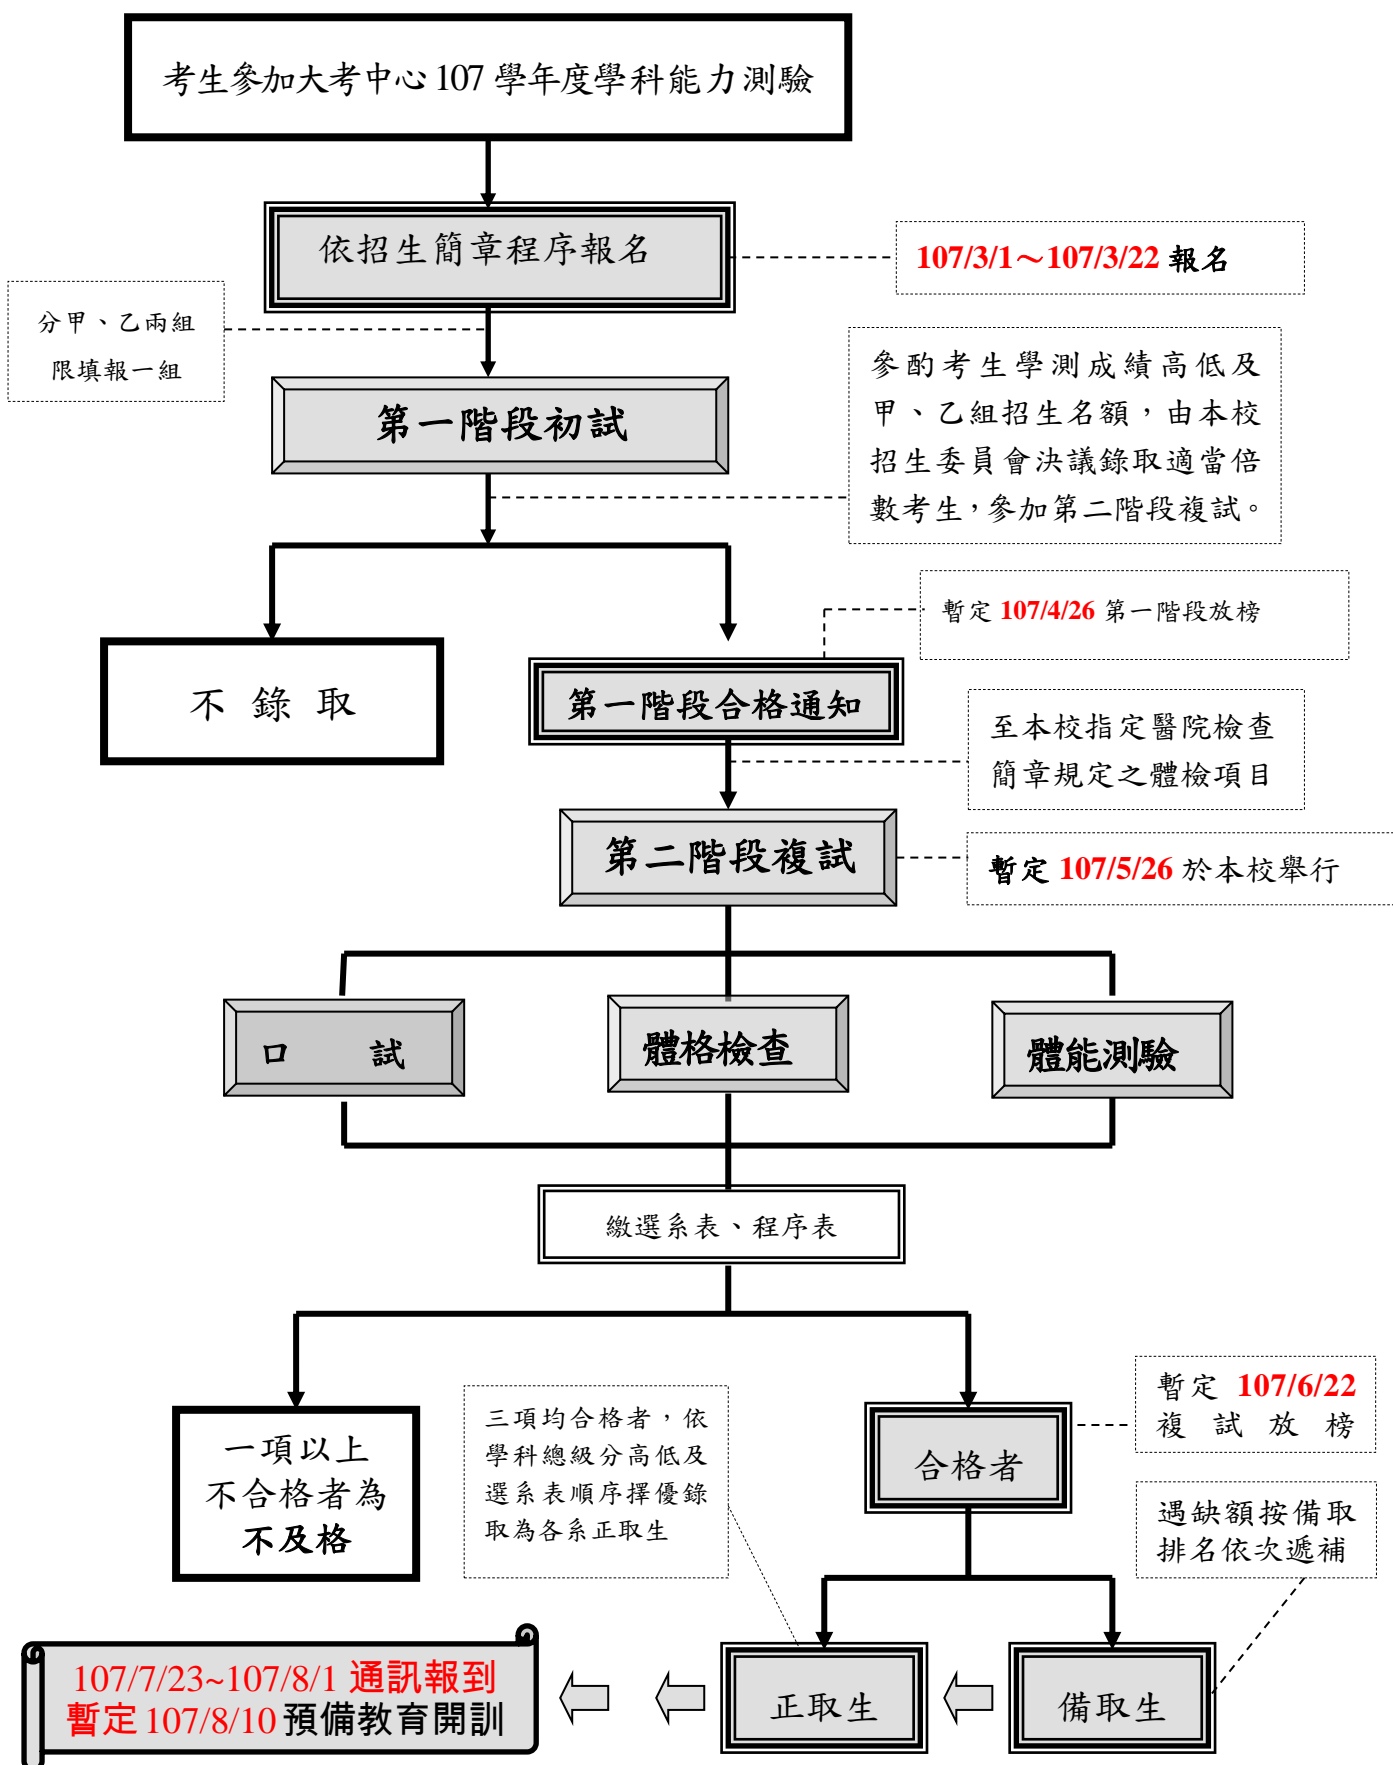 考生參加大考中心 107 學年度學科能力測驗
依招生簡章程序報名
107/3/1～107/3/22 報名
分甲、乙兩組
限填報一組
參酌考生學測成績高低及
甲、乙組招生名額，由本校
招生委員會決議錄取適當倍
數考生，參加第二階段複試。
第一階段初試
暫定 107/4/26 第一階段放榜
不 錄 取
第一階段合格通知
至本校指定醫院檢查
簡章規定之體檢項目
第二階段複試
暫定 107/5/26 於本校舉行
口 試
體格檢查
體能測驗
繳選系表、程序表
一項以上
不合格者為
不及格
三項均合格者，依
學科總級分高低及
選系表順序擇優錄
取為各系正取生
合格者
暫定 107/6/22
複 試 放 榜
遇缺額按備取
排名依次遞補
107/7/23~107/8/1 通訊報到
暫定 107/8/10 預備教育開訓
正取生
備取生